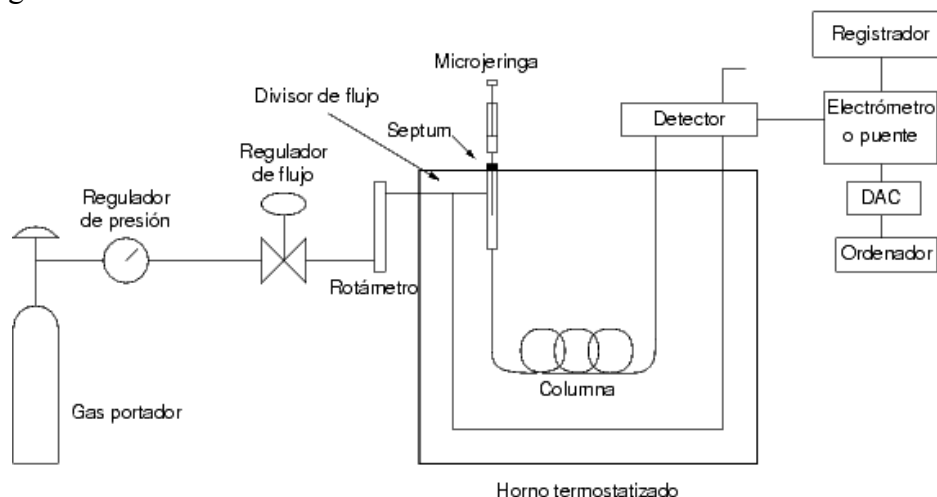 Registrador
Microjeringa
Divisor de flujo
Septum
Detector
Electrómetro
o puente
Regulador
de flujo
Regulador
de presión
DAC
Ordenador
Rotámetro
Columna
Gas portador
Horno termostatizado